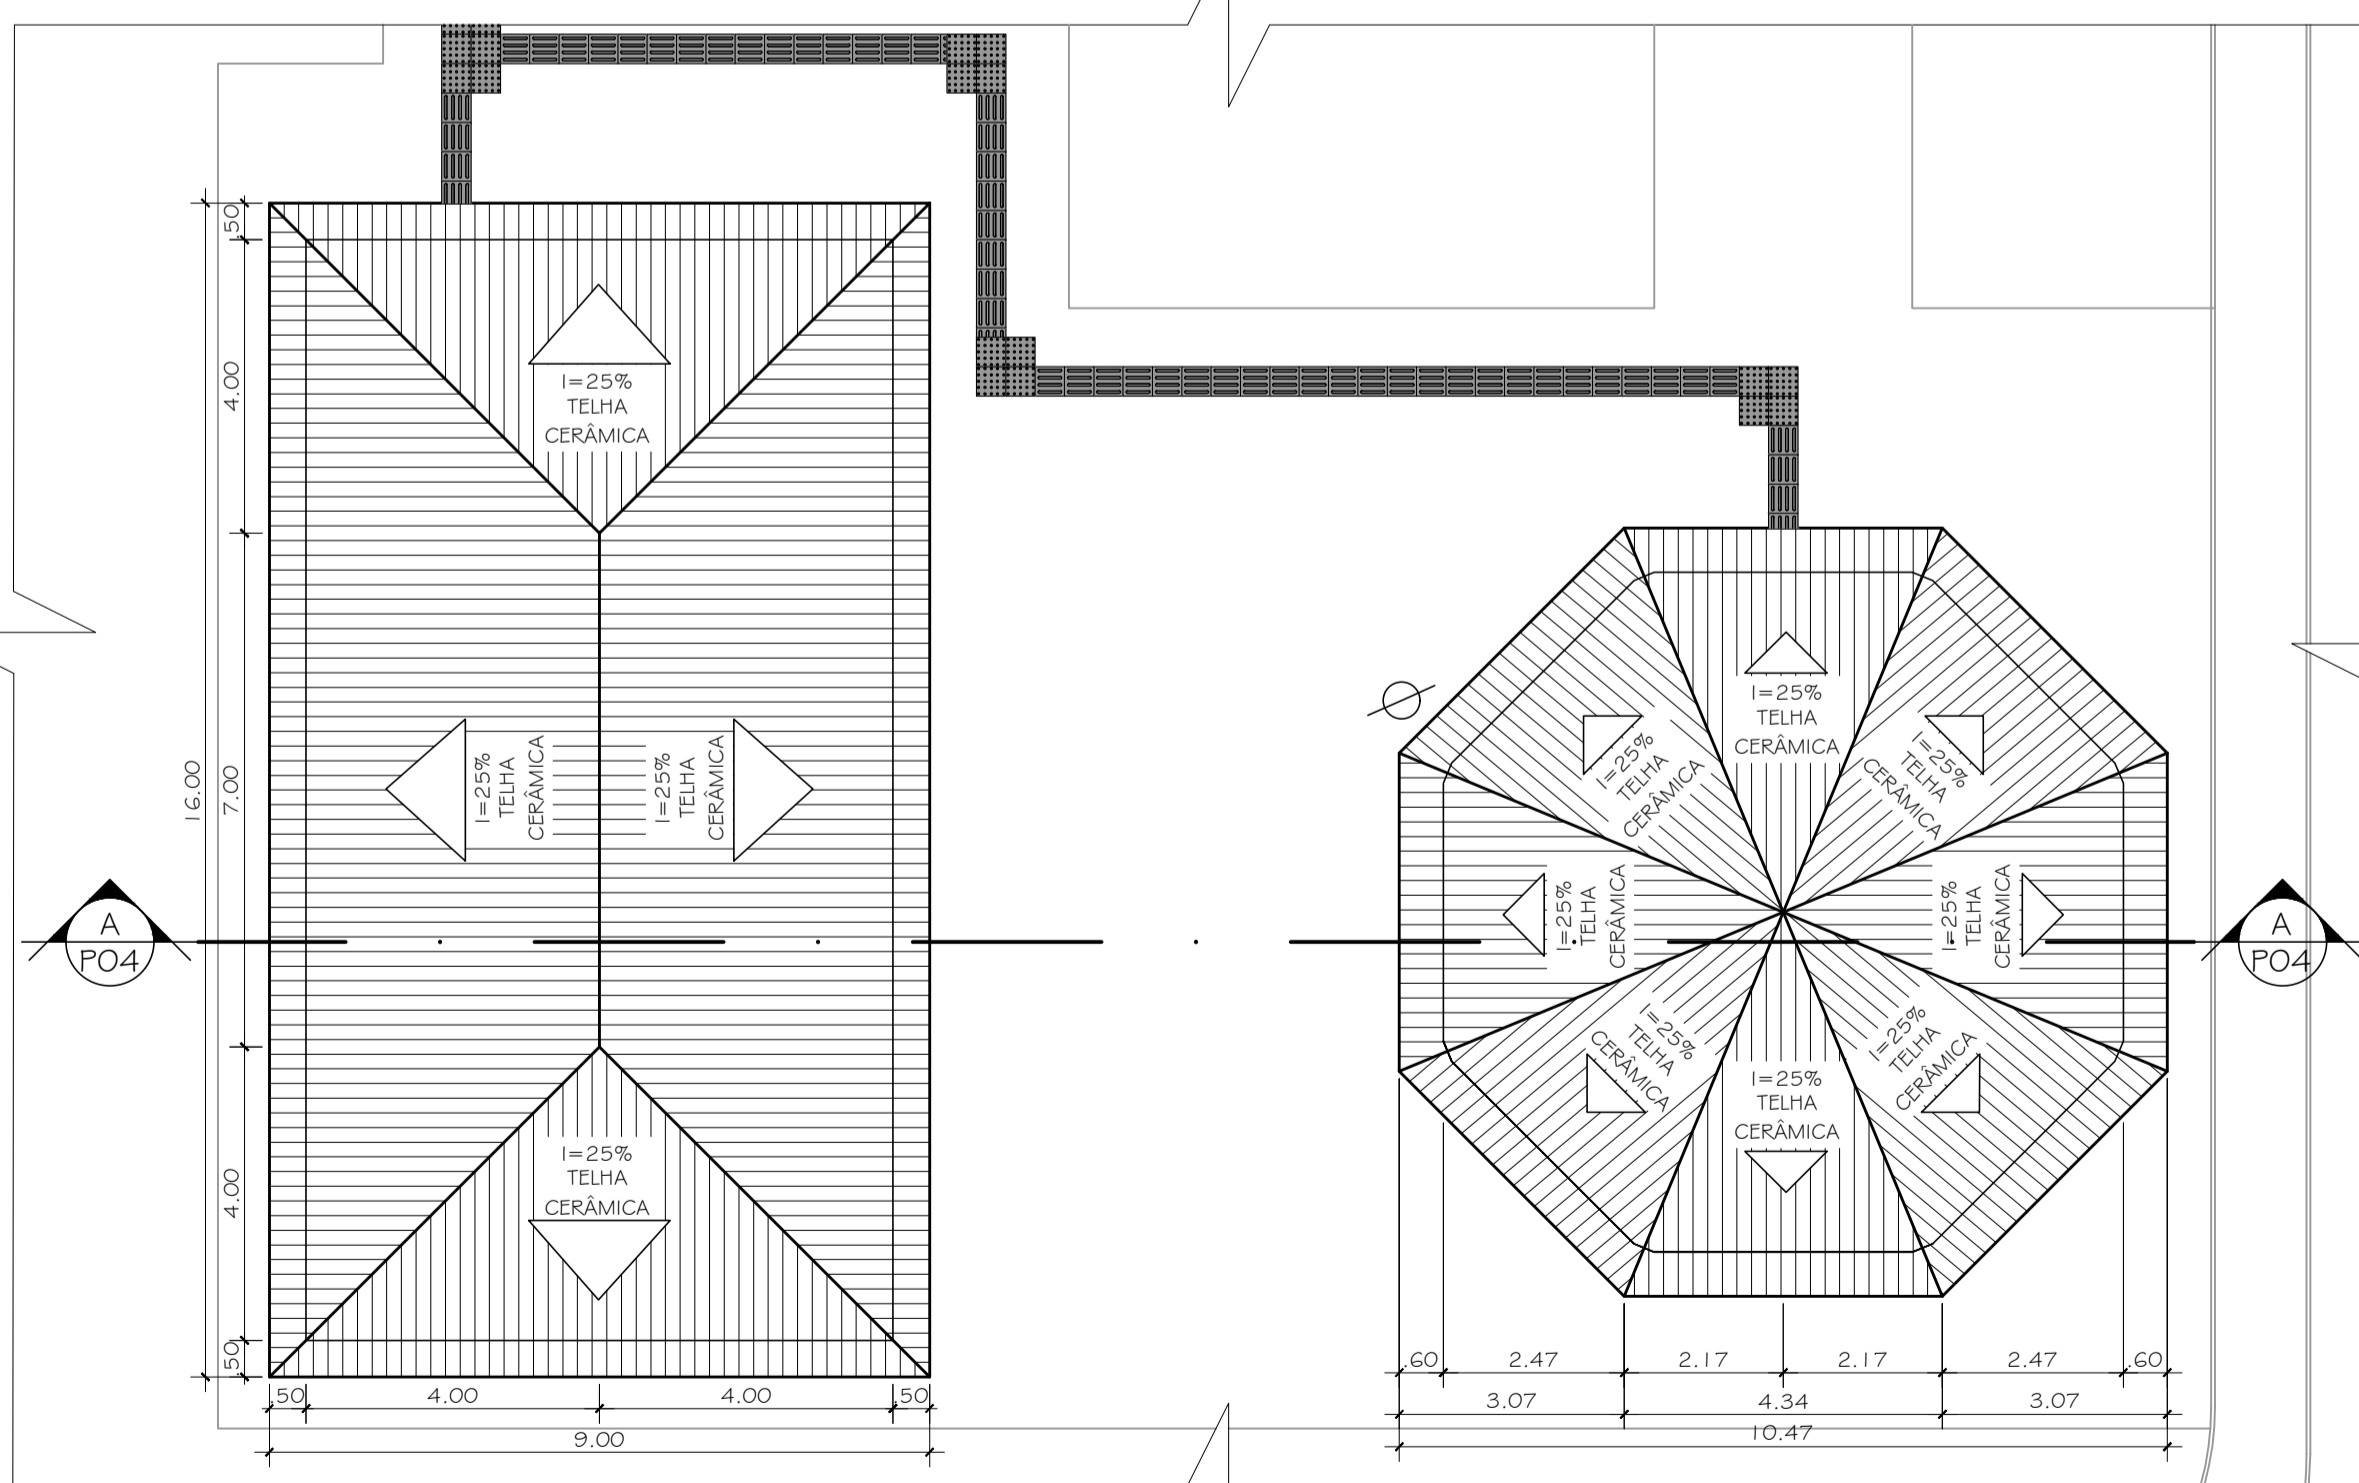 .50
4.00
I=25%
TELHA
CERÂMICA
16.00
7.00
I=25%
TELHA
CERÂMICA
I=25%
TELHA
CERÂMICA
A
P04
4.00
I=25%
TELHA
CERÂMICA
.50
.50
4.00
4.00
.50
9.00
I=25%
TELHA
CERÂMICA
I=25%
TELHA
CERÂMICA
I=25%
TELHA
CERÂMICA
I=25%
TELHA
CERÂMICA
I=25%
TELHA
CERÂMICA
A
P04
I=25%
TELHA
CERÂMICA
I=25%
TELHA
CERÂMICA
I=25%
TELHA
CERÂMICA
.60
2.47
2.17
2.17
2.47
.60
3.07
4.34
3.07
10.47